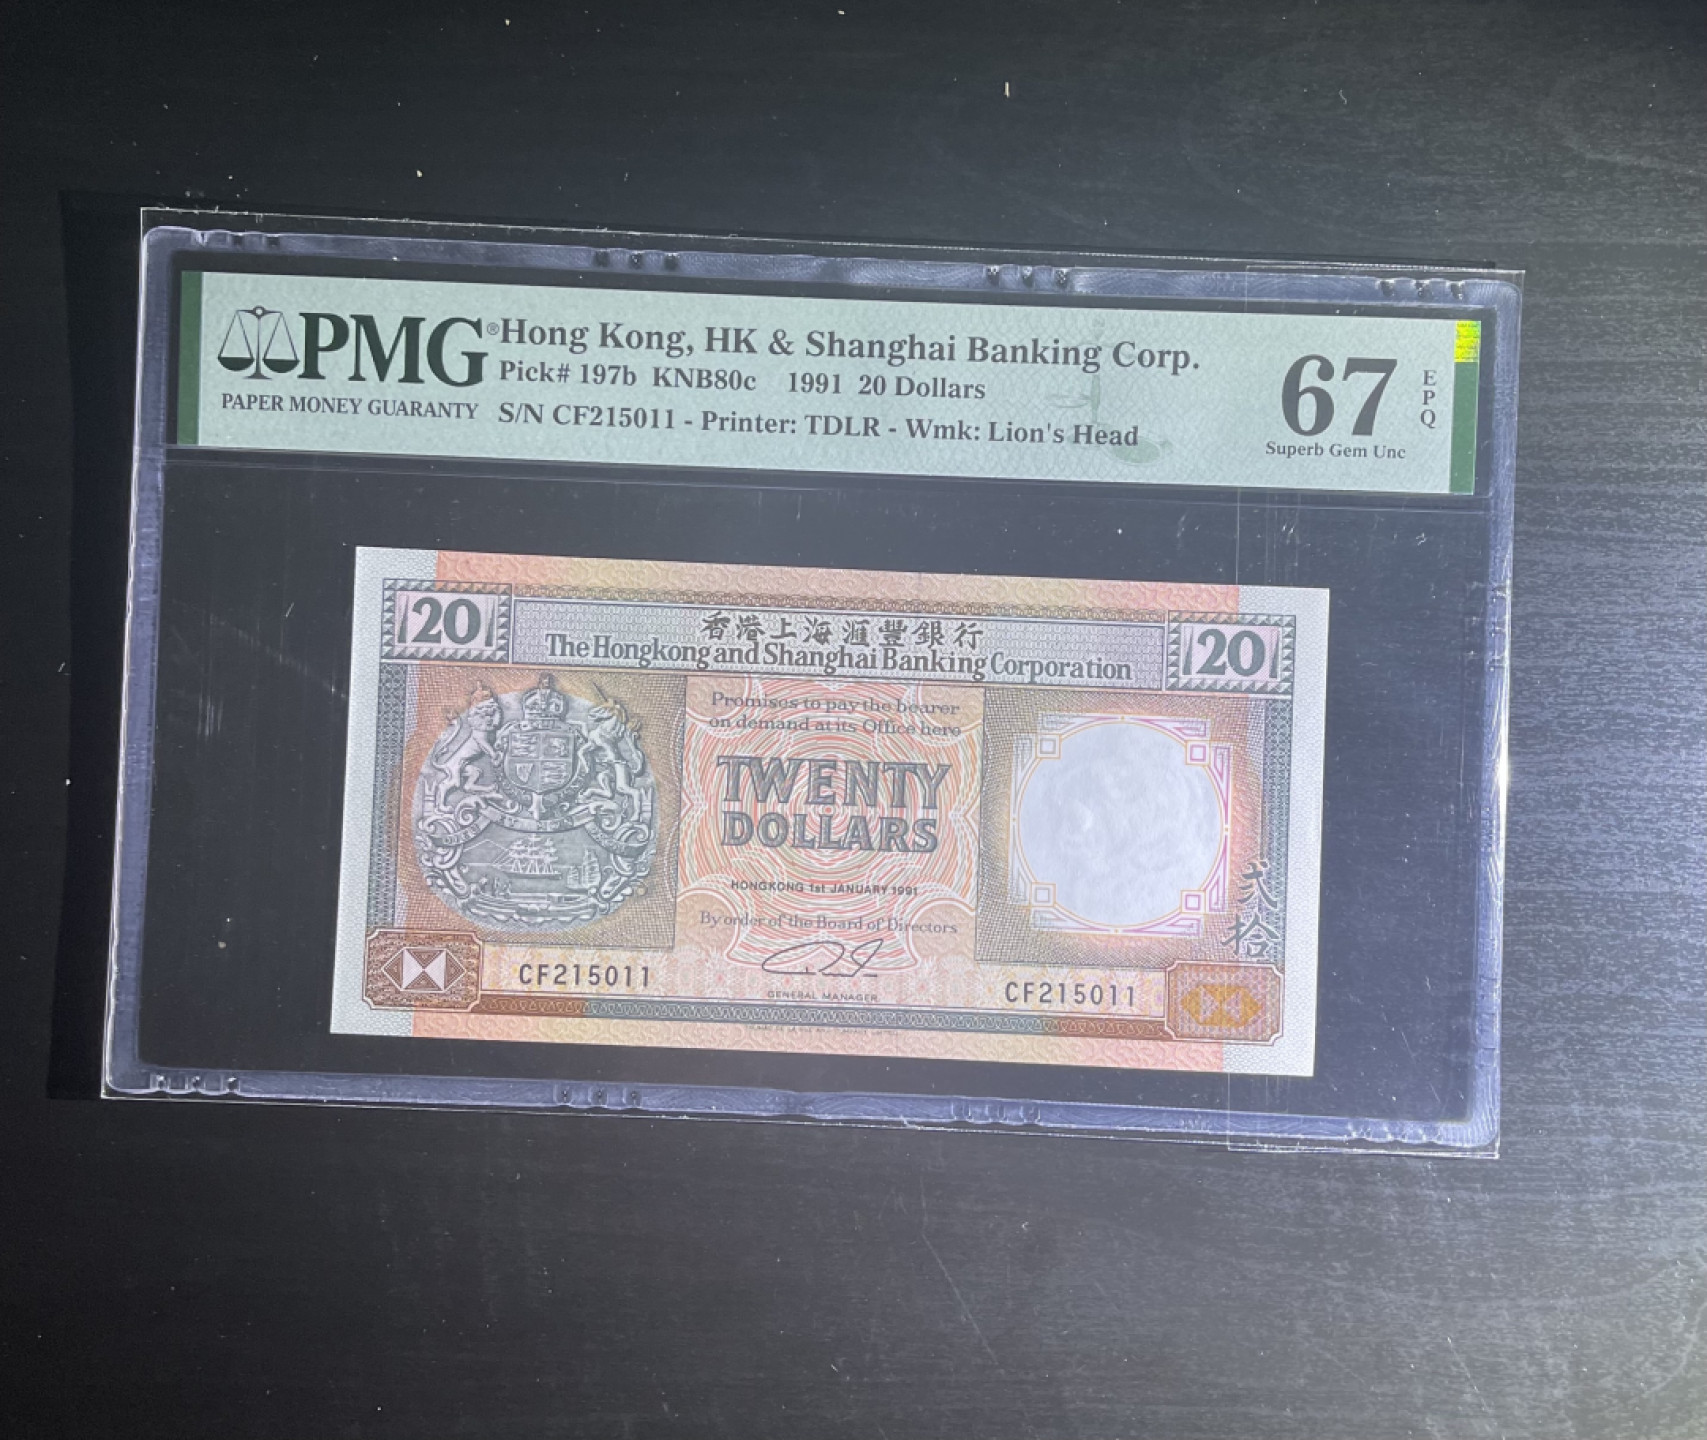 PMG®
PAPER MONEY GUARANTY
Hong Kong, HK & Shanghai Banking Corp.
Pick# 197b KNB80c 1991 20 Dollars
S/N CF215011 - Printer: TDLR - Wmk: Lion's Head
67
EPQ
Superb Gem Unc
20
香港上海滙豐銀行
20
The Hongkong and Shanghai Banking Corporation
Promises to pay the bearer
on demand at its Office here
TWENTY
DOLLARS
HONGKONG 1st JANUARY 1991
By order of the Board of Directors
GENERAL MANAGER
CF215011
CF215011
貳拾